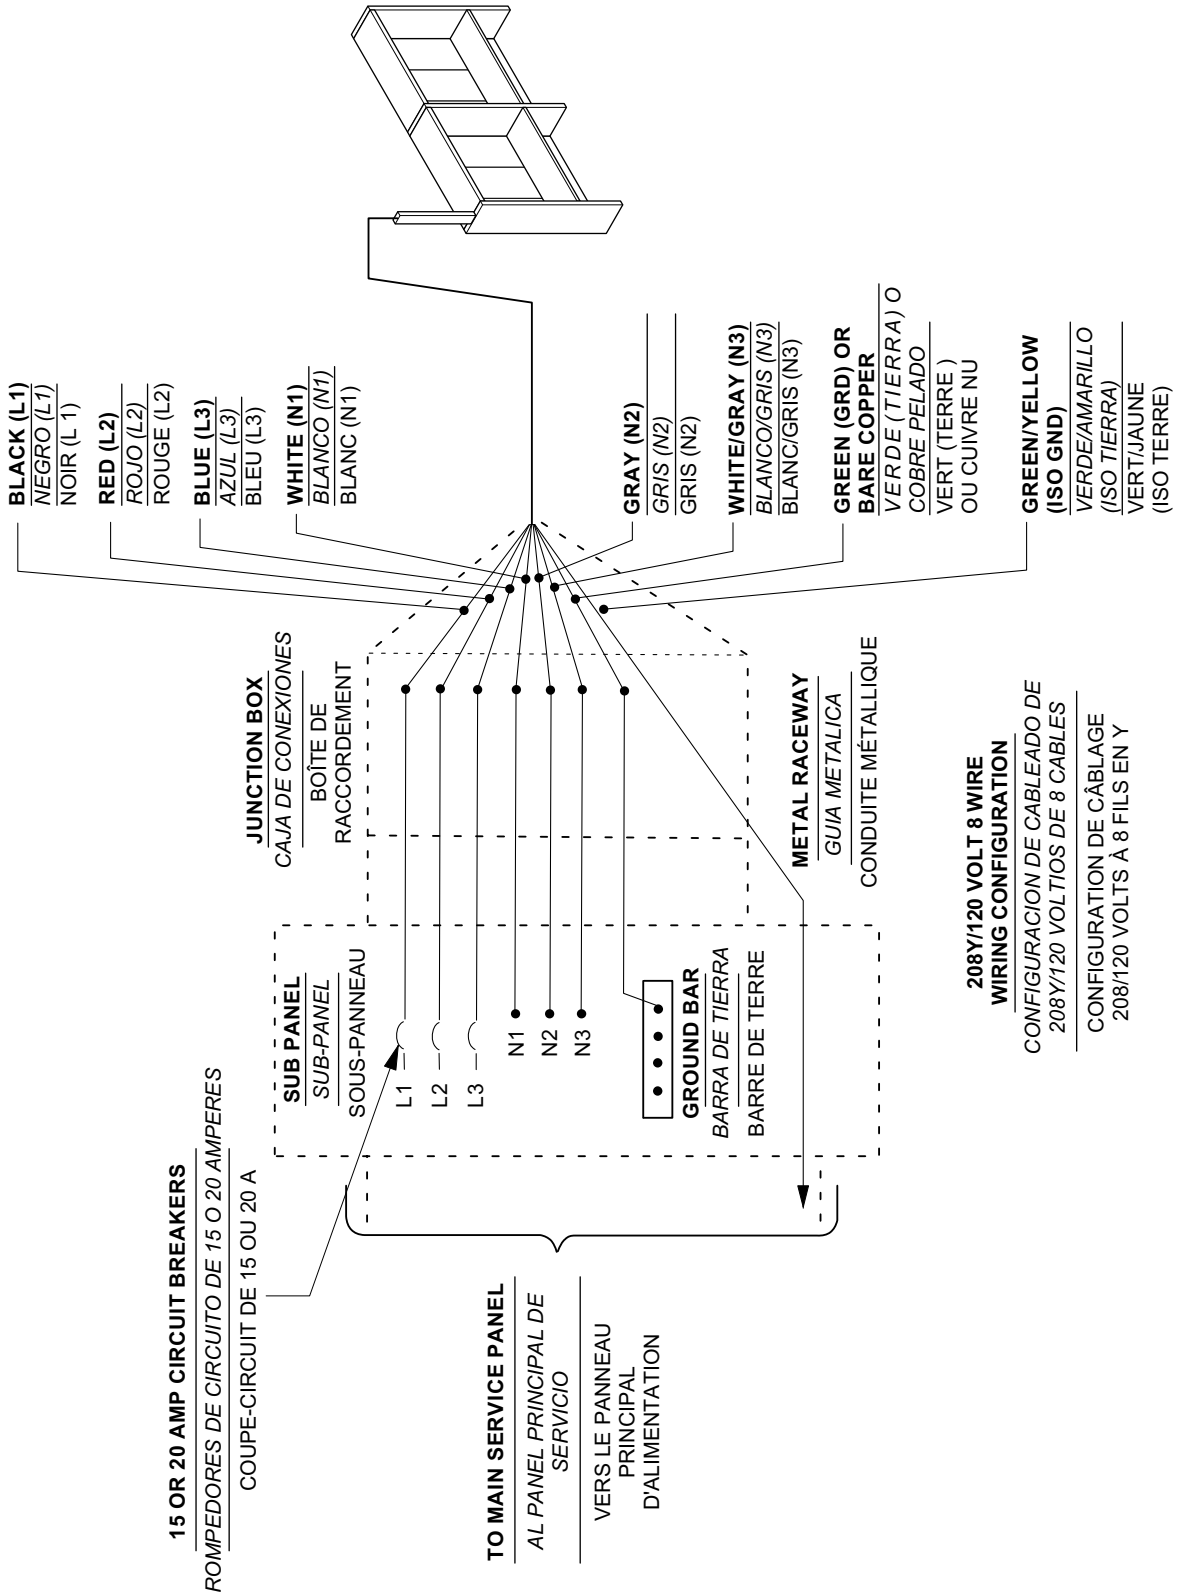 15 OR 20 AMP CIRCUIT BREAKERS
ROMPEDORES DE CIRCUITO DE 15 O 20 AMPERES
COUPE-CIRCUIT DE 15 OU 20 A
TO MAIN SERVICE PANEL
AL PANEL PRINCIPAL DE
SERVICIO
VERS LE PANNEAU
PRINCIPAL
D'ALIMENTATION
SUB PANEL
SUB-PANEL
SOUS-PANNEAU
L1
L2
L3
N1
N2
N3
GROUND BAR
BARRA DE TIERRA
BARRE DE TERRE
JUNCTION BOX
CAJA DE CONEXIONES
BOÎTE DE
RACCORDEMENT
METAL RACEWAY
GUIA METALICA
CONDUITE MÉTALLIQUE
BLACK (L1)
NEGRO (L1)
NOIR (L 1)
RED (L2)
ROJO (L2)
ROUGE (L2)
BLUE (L3)
AZUL (L3)
BLEU (L3)
WHITE (N1)
BLANCO (N1)
BLANC (N1)
GRAY (N2)
GRIS (N2)
GRIS (N2)
WHITE/GRAY (N3)
BLANCO/GRIS (N3)
BLANC/GRIS (N3)
GREEN (GRD) OR
BARE COPPER
VERDE (TIERRA) O
COBRE PELADO
VERT (TERRE )
OU CUIVRE NU
GREEN/YELLOW
(ISO GND)
VERDE/AMARILLO
(ISO TIERRA)
VERT/JAUNE
(ISO TERRE)
208Y/120 VOLT 8 WIRE
WIRING CONFIGURATION
CONFIGURACION DE CABLEADO DE
208Y/120 VOLTIOS DE 8 CABLES
CONFIGURATION DE CÂBLAGE
208/120 VOLTS À 8 FILS EN Y